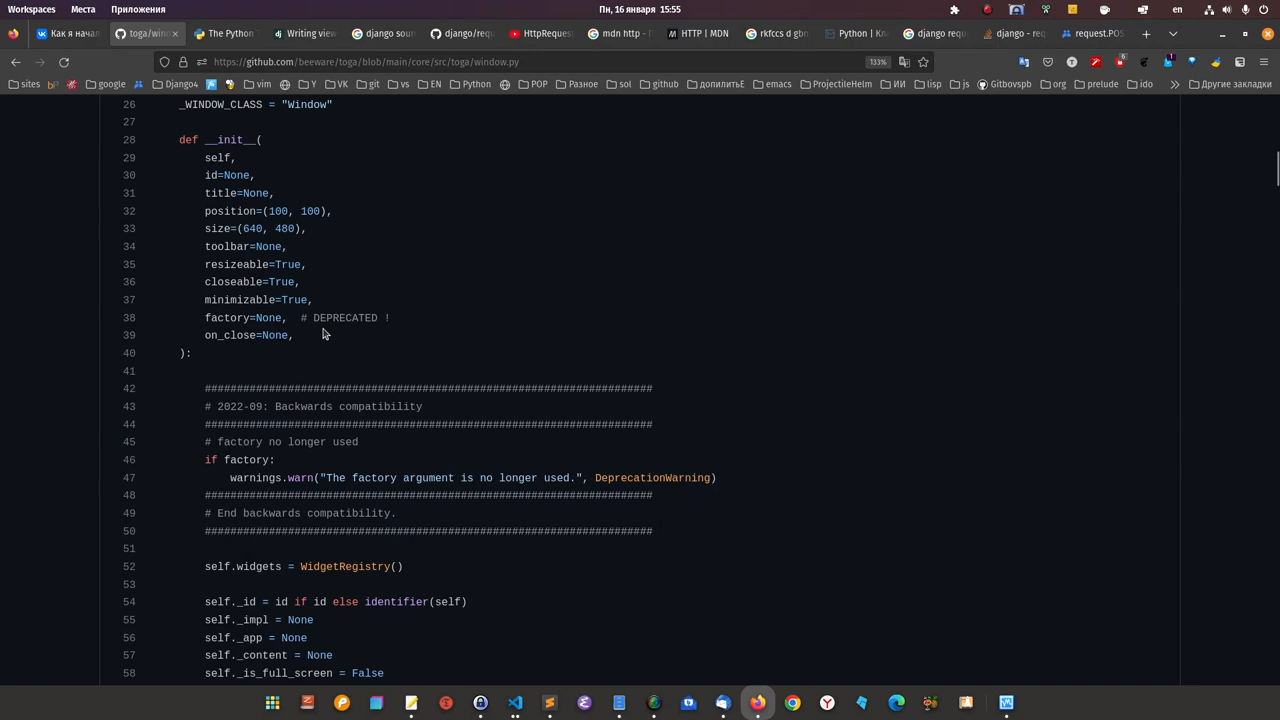 Workspaces Места Приложения Пн, 16 января 15:55 en
Как я начал toga/wind The Python Writing view django sour django/requ HttpReques mdn http - П HTTP | MDN rkfccs d gbn Python | Кл django requ django - req request.POS
https://github.com/beeware/toga/blob/main/core/src/toga/window.py 133%
sites google Django4 vim Y VK git vs EN Python POP Разное sol github допилитьЁ emacs ProjectileHelm ИИ lisp js Gitbovspb org prelude ido Другие закладки
26 _WINDOW_CLASS = "Window"
27
28 def __init__(
29 self,
30 id=None,
31 title=None,
32 position=(100, 100),
33 size=(640, 480),
34 toolbar=None,
35 resizeable=True,
36 closeable=True,
37 minimizable=True,
38 factory=None, # DEPRECATED !
39 on_close=None,
40 ):
41
42 ######################################################################
43 # 2022-09: Backwards compatibility
44 ######################################################################
45 # factory no longer used
46 if factory:
47 warnings.warn("The factory argument is no longer used.", DeprecationWarning)
48 ######################################################################
49 # End backwards compatibility.
50 ######################################################################
51
52 self.widgets = WidgetRegistry()
53
54 self._id = id if id else identifier(self)
55 self._impl = None
56 self._app = None
57 self._content = None
58 self._is_full_screen = False